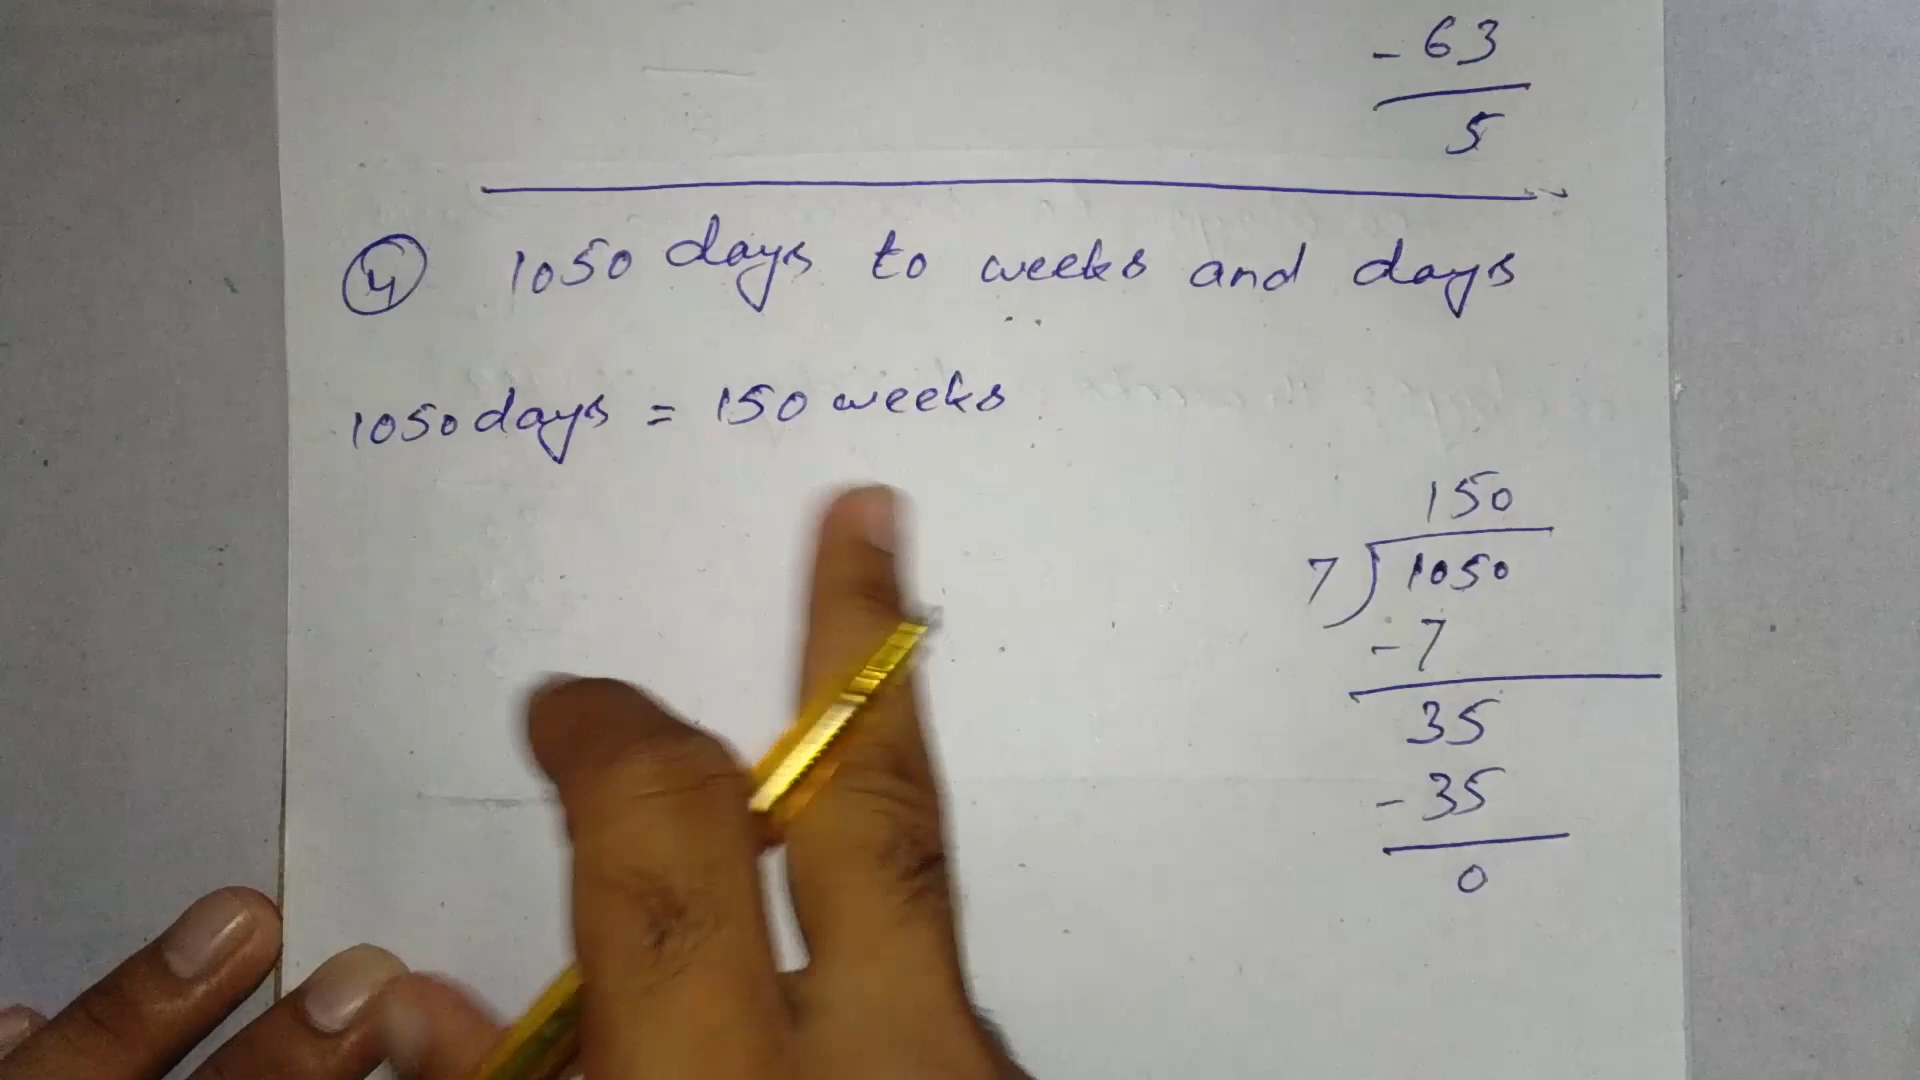 - 63
5
4 1050 days to weeks and days
1050 days = 150 weeks
150
7 ) 1050
- 7
35
- 35
0